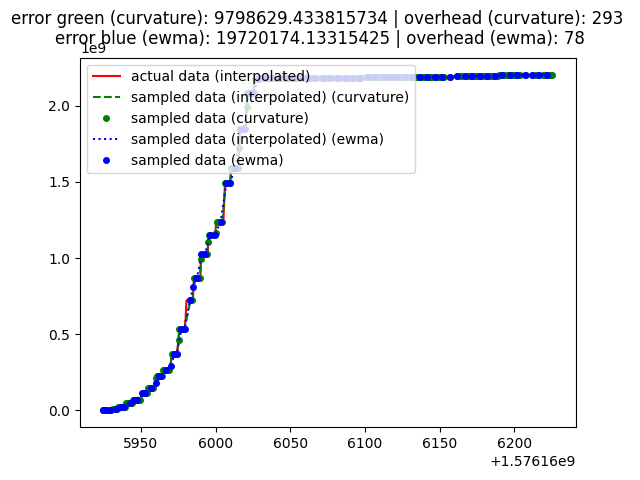 error green (curvature): 9798629.433815734 | overhead (curvature): 293
error blue (ewma): 19720174.13315425 | overhead (ewma): 78
1e9
actual data (interpolated)
sampled data (interpolated) (curvature)
sampled data (curvature)
sampled data (interpolated) (ewma)
sampled data (ewma)
2.0
1.5
1.0
0.5
0.0
5950 6000 6050 6100 6150 6200
+1.57616e9